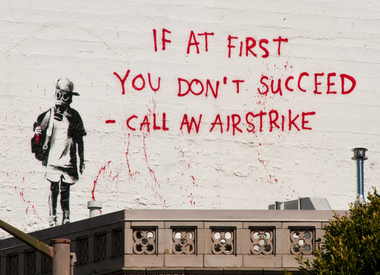 IF AT FIRST
YOU DON'T SUCCEED
- CALL AN AIRSTRIKE